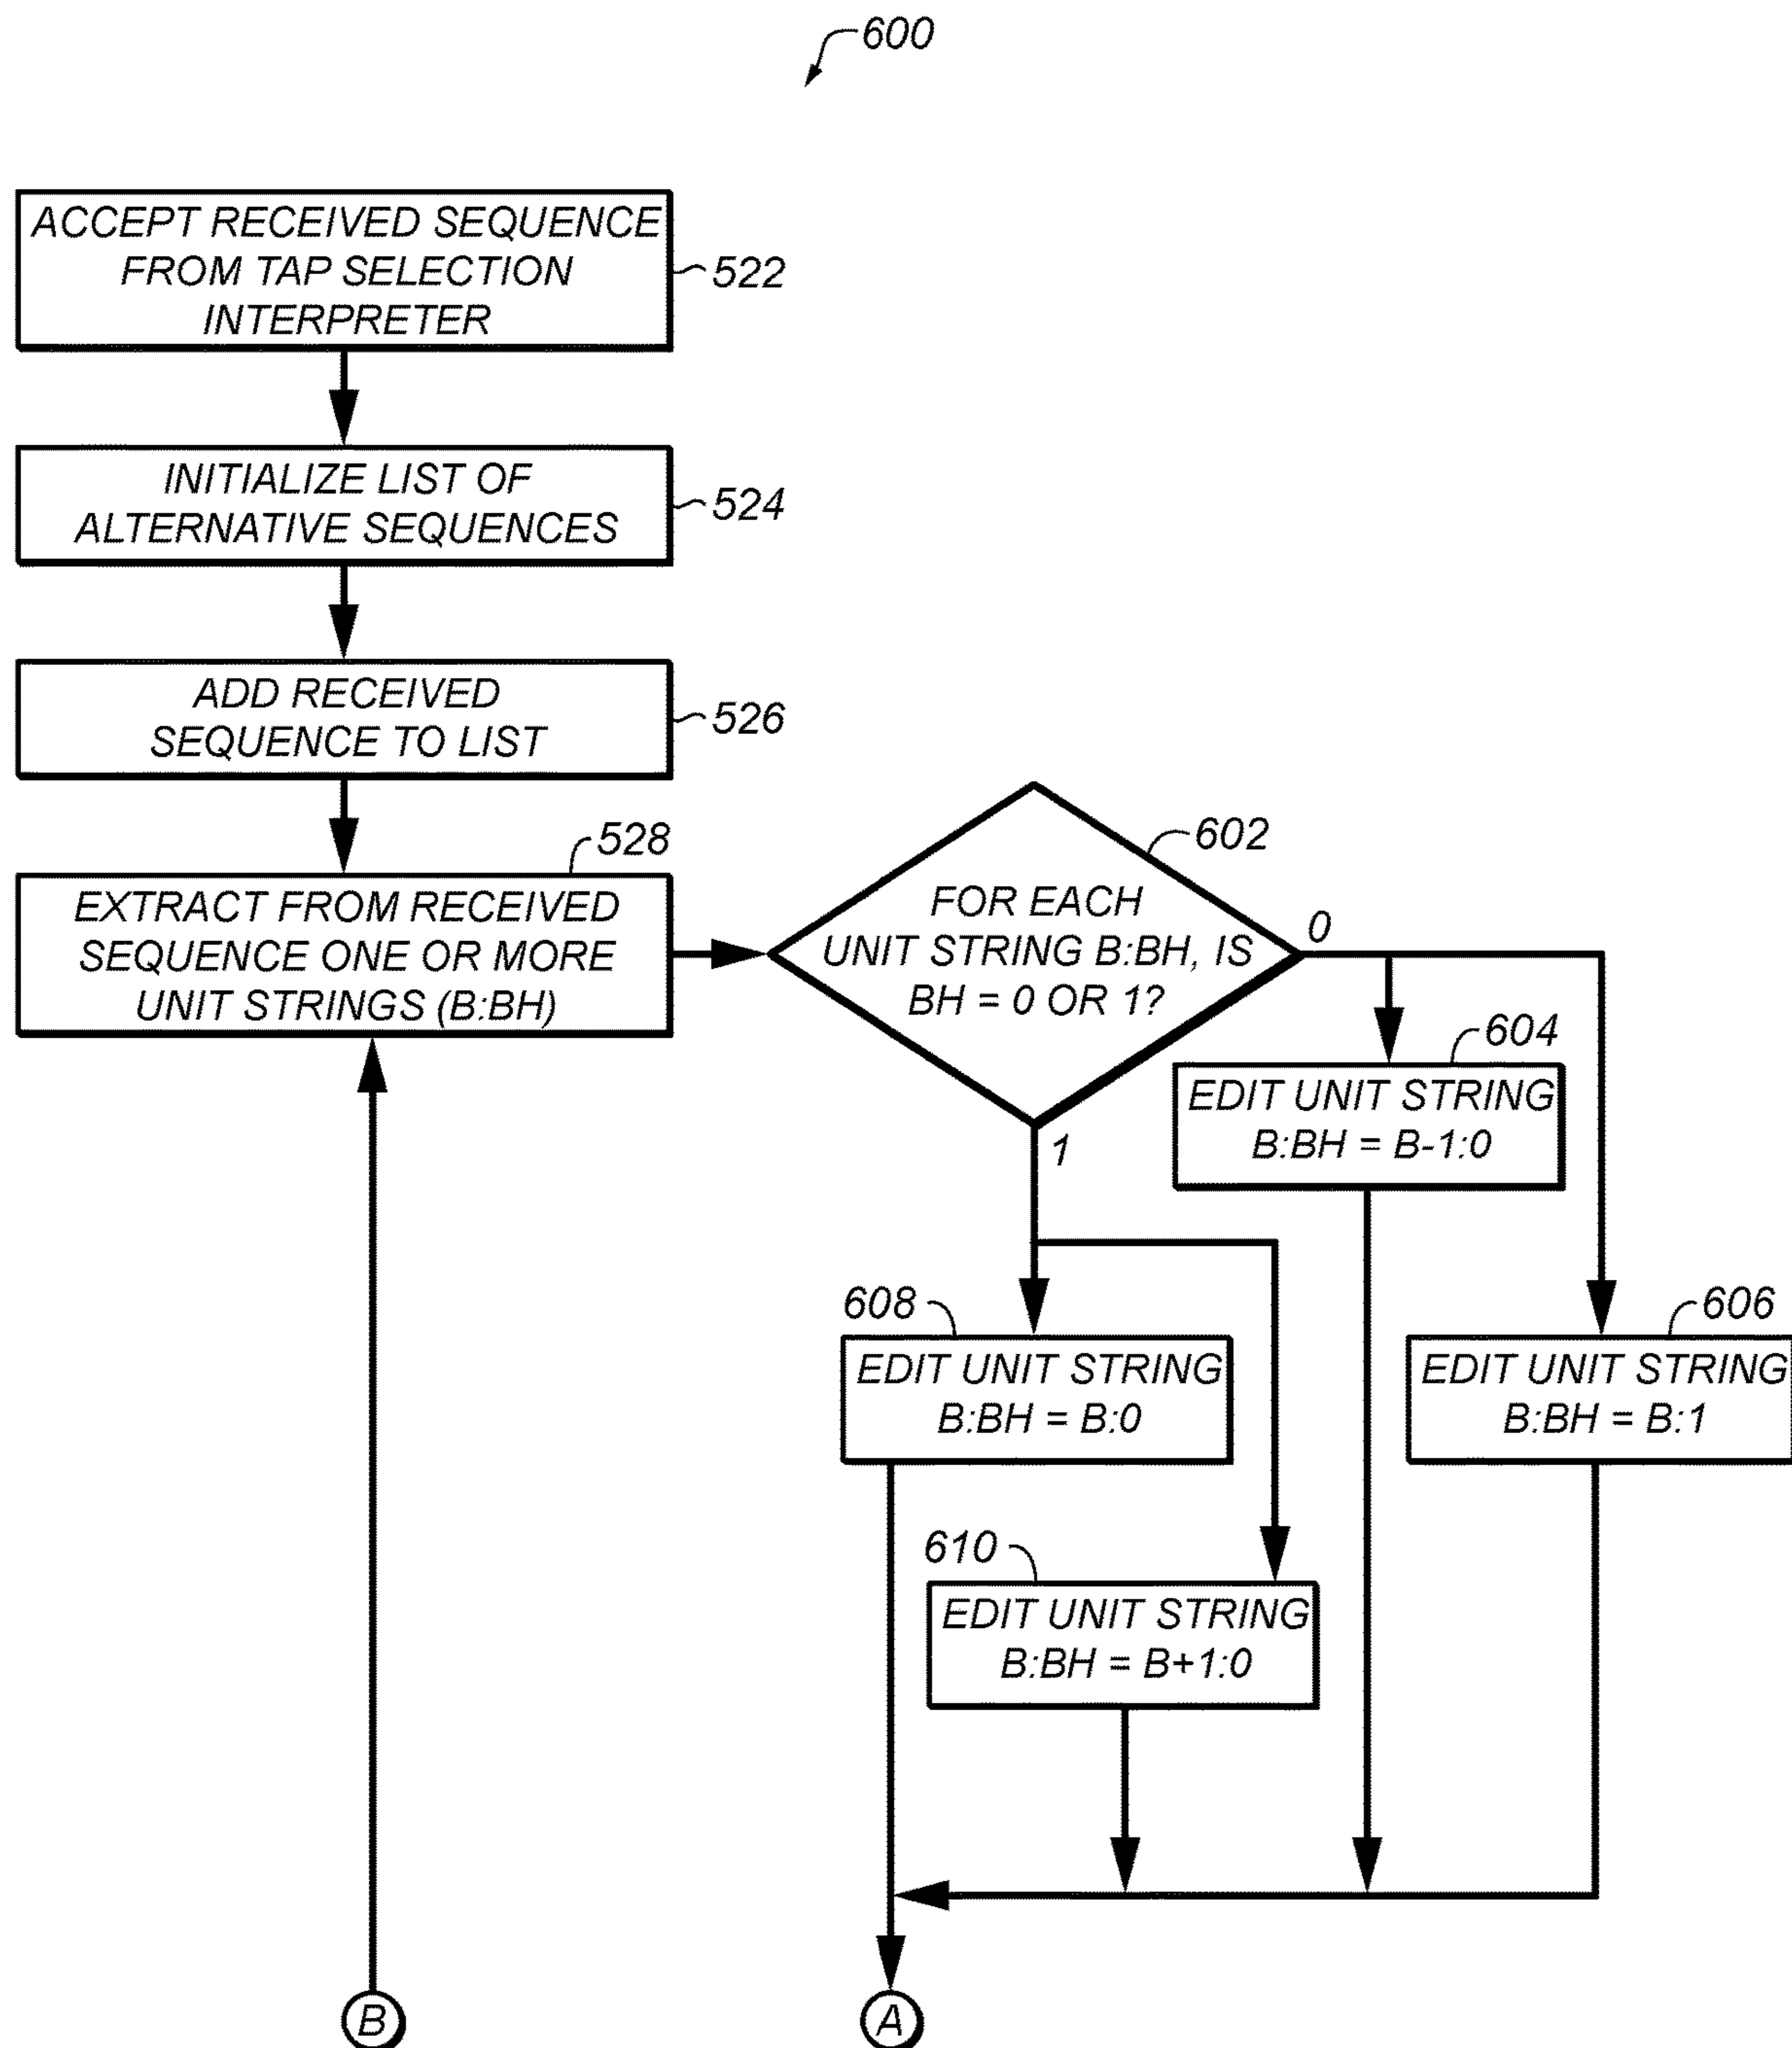 600
ACCEPT RECEIVED SEQUENCE
FROM TAP SELECTION
INTERPRETER
522
INITIALIZE LIST OF
ALTERNATIVE SEQUENCES
524
ADD RECEIVED
SEQUENCE TO LIST
526
528
EXTRACT FROM RECEIVED
SEQUENCE ONE OR MORE
UNIT STRINGS (B:BH)
602
FOR EACH
UNIT STRING B:BH, IS
BH = 0 OR 1?
0
1
604
EDIT UNIT STRING
B:BH = B-1:0
608
EDIT UNIT STRING
B:BH = B:0
606
EDIT UNIT STRING
B:BH = B:1
610
EDIT UNIT STRING
B:BH = B+1:0
B
A